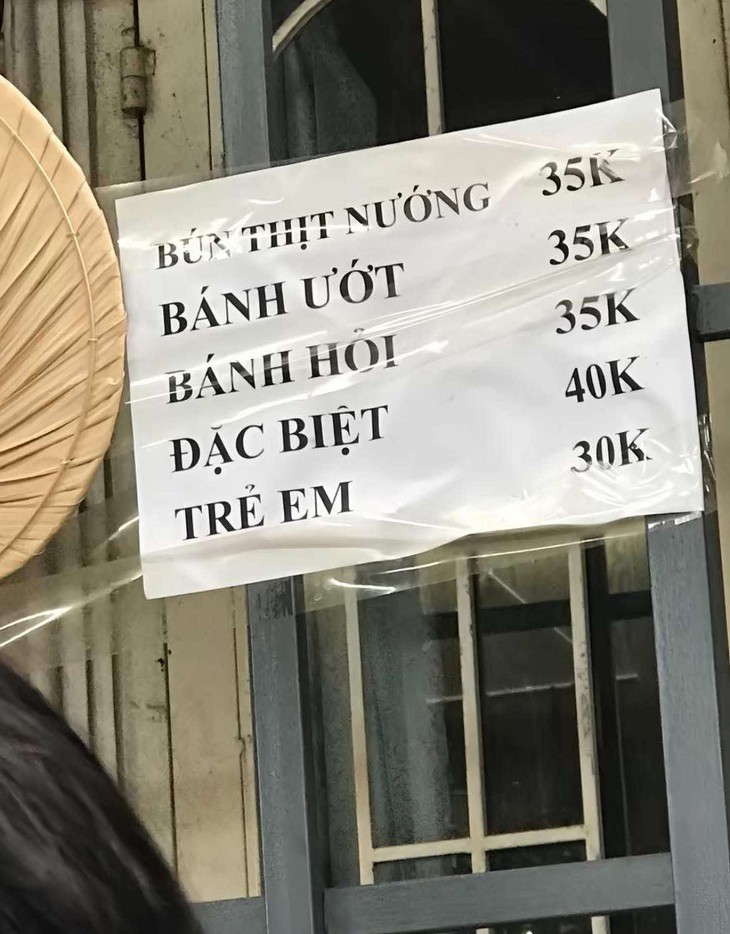 BÚN THỊT NƯỚNG 35K
BÁNH ƯỚT 35K
BÁNH HỎI 35K
ĐẶC BIỆT 40K
TRẺ EM 30K